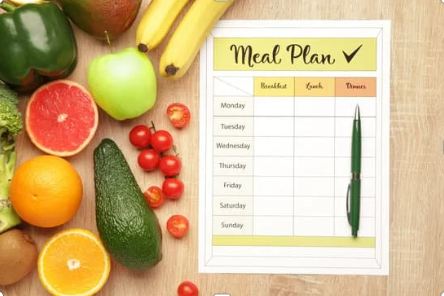 Meal Plan
Breakfast Lunch Dinner
Monday
Tuesday
Wednesday
Thursday
Friday
Saturday
Sunday